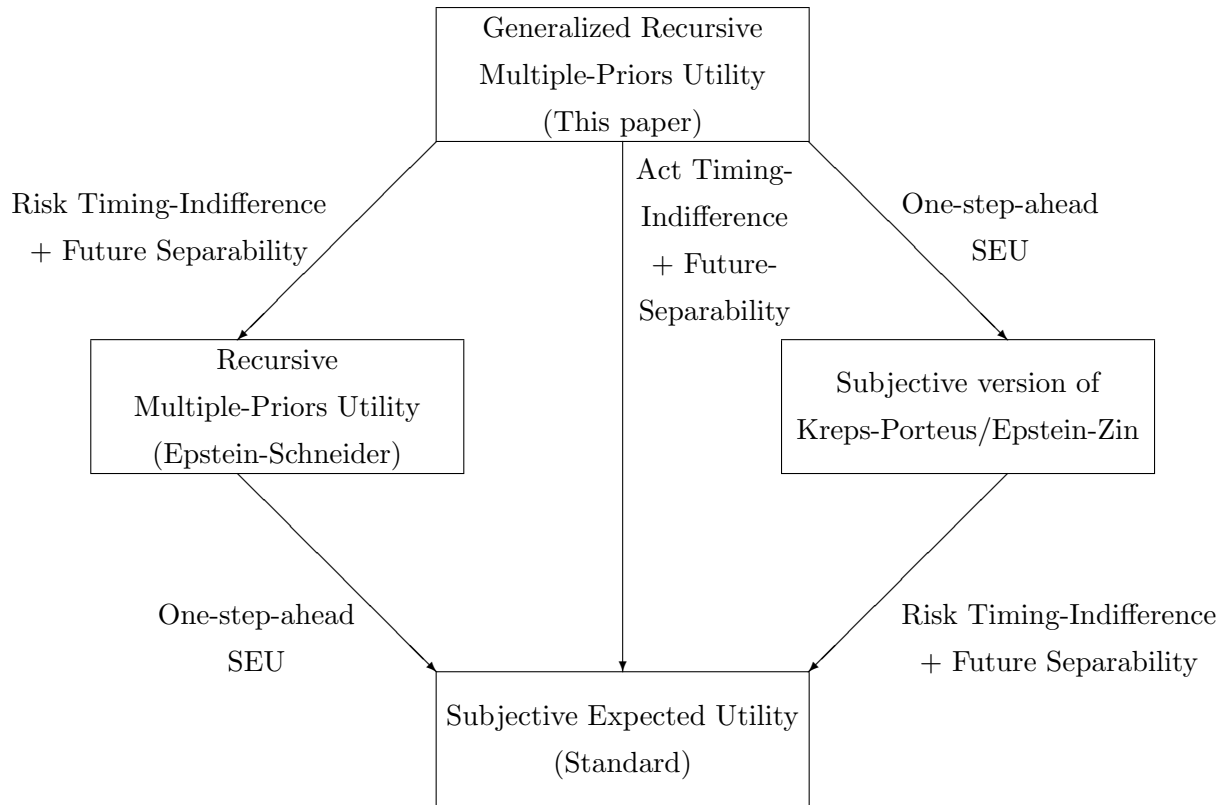 Generalized Recursive
Multiple-Priors Utility
(This paper)
Risk Timing-Indifference
+ Future Separability
Act Timing-
Indifference
+ Future-
Separability
One-step-ahead
SEU
Recursive
Multiple-Priors Utility
(Epstein-Schneider)
Subjective version of
Kreps-Porteus/Epstein-Zin
One-step-ahead
SEU
Risk Timing-Indifference
+ Future Separability
Subjective Expected Utility
(Standard)